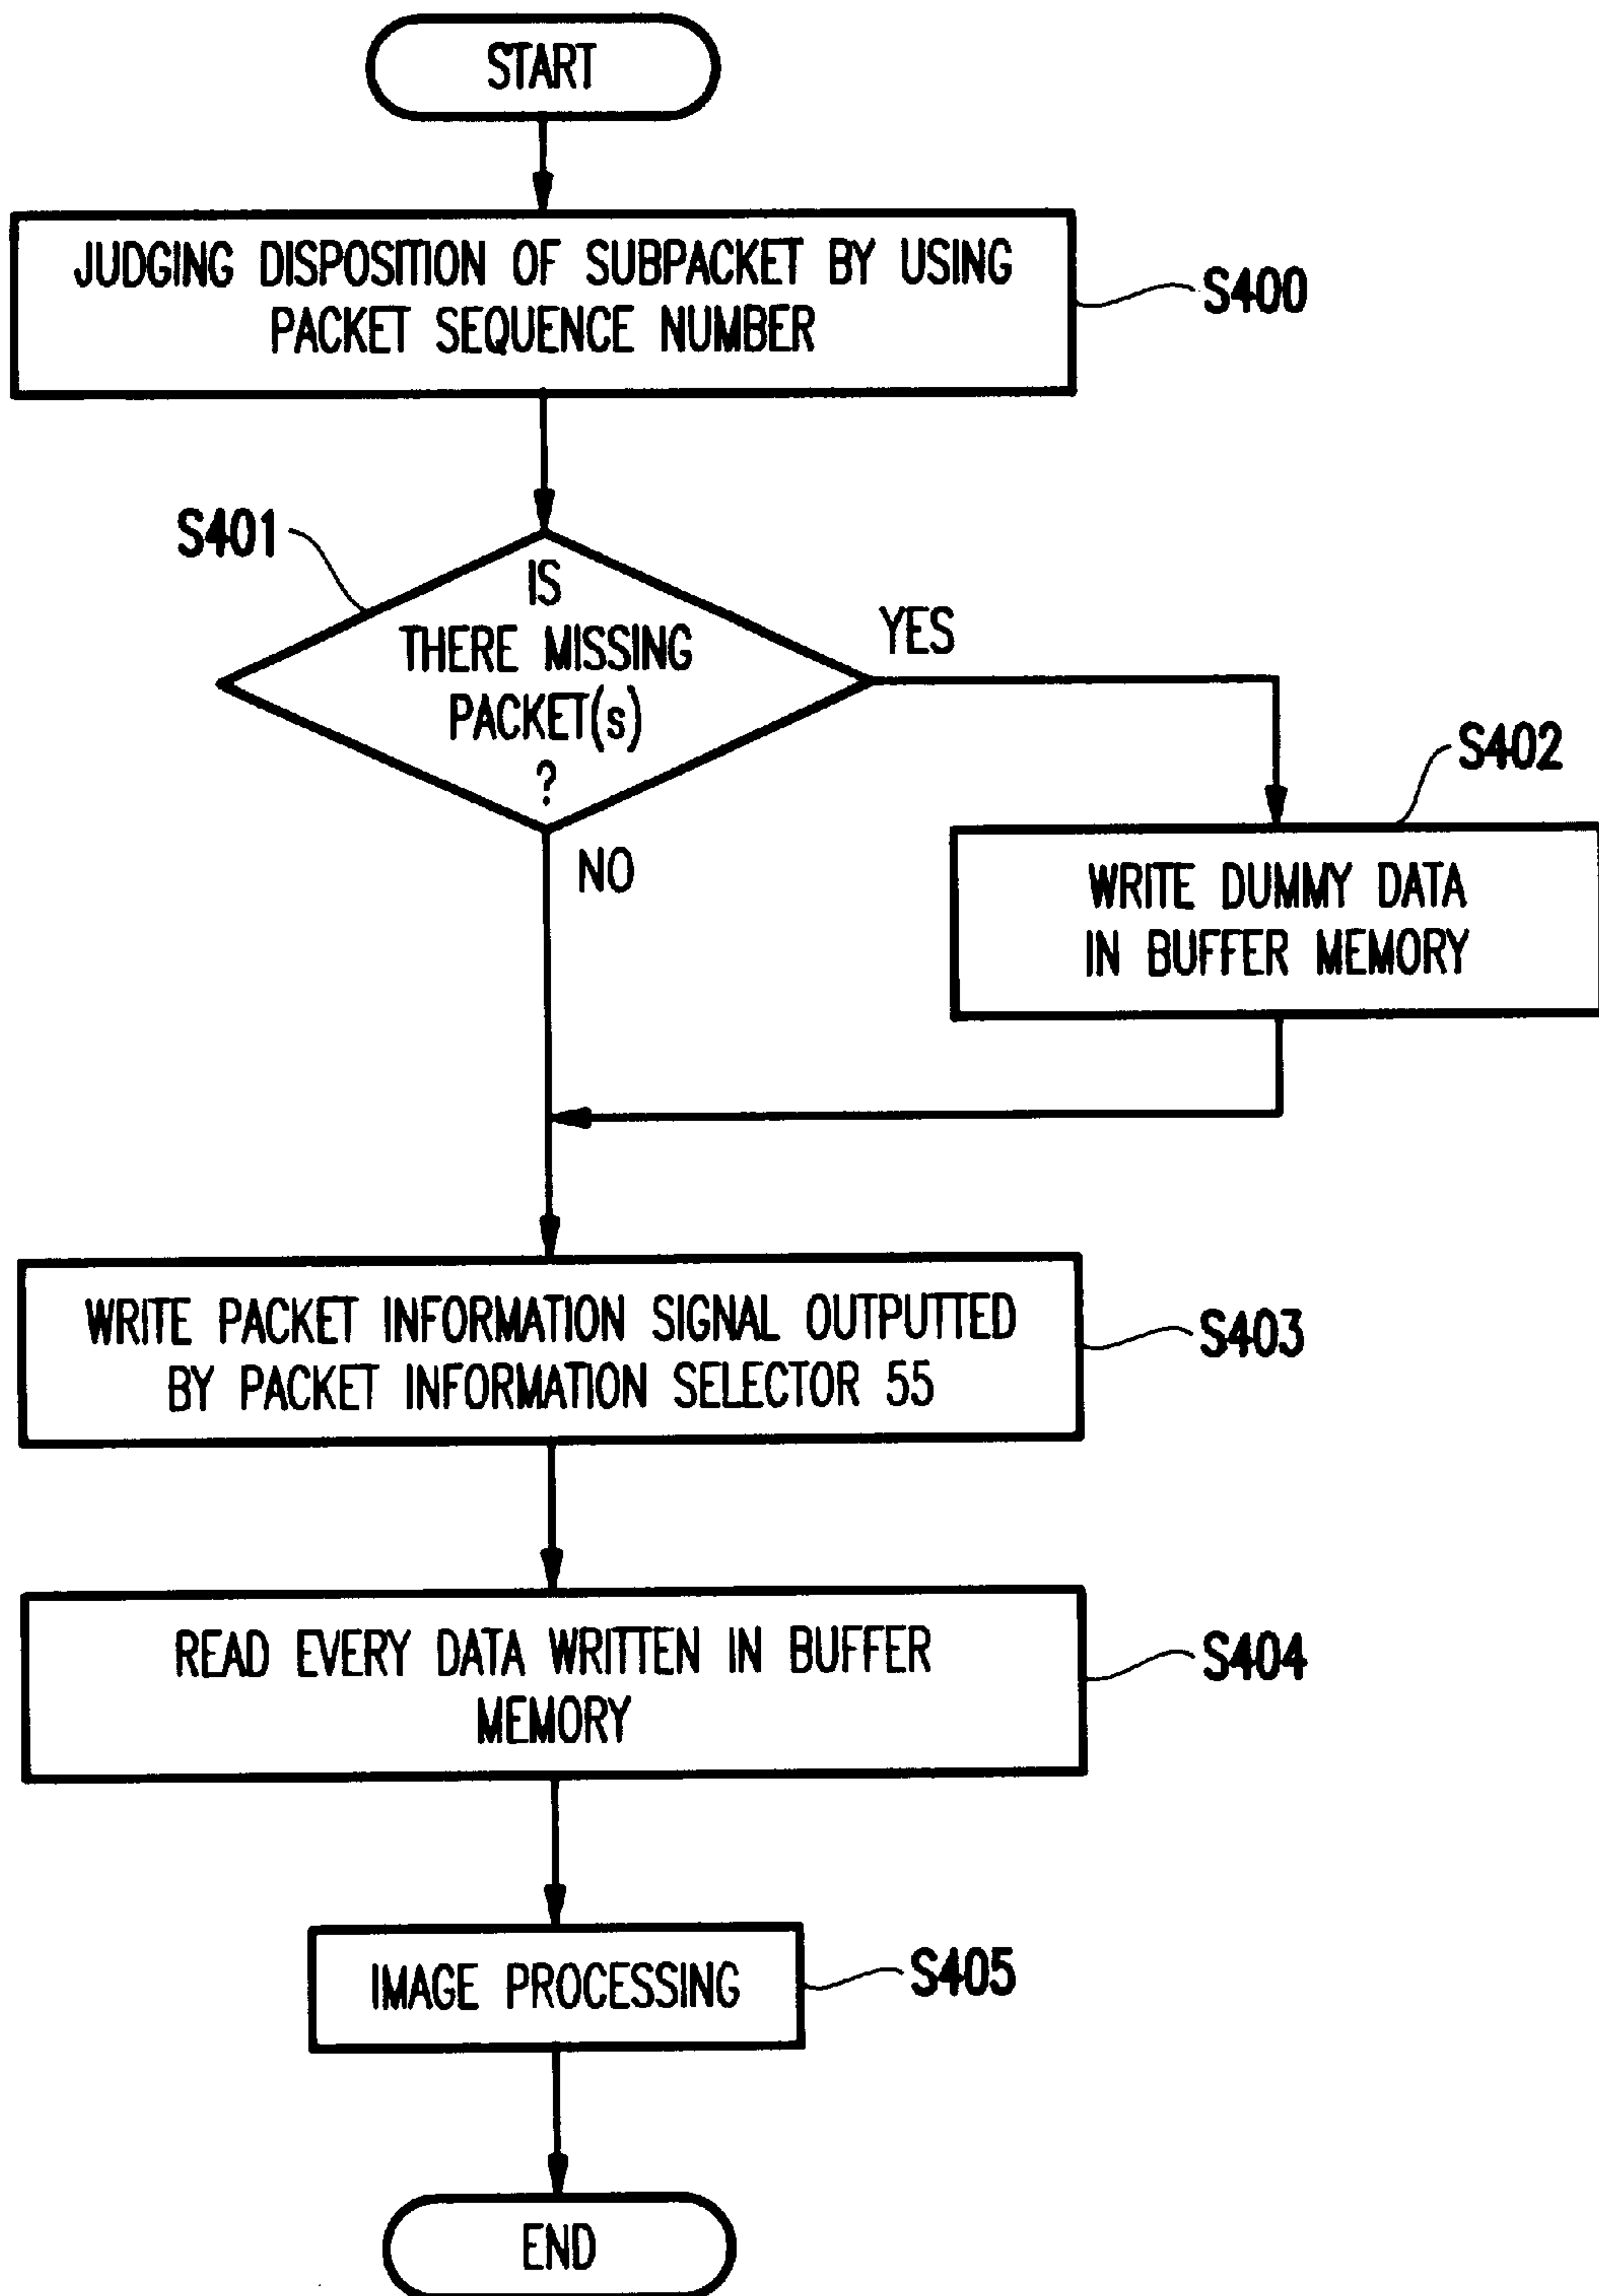 START
JUDGING DISPOSITION OF SUBPACKET BY USING
PACKET SEQUENCE NUMBER
S400
S401
IS
THERE MISSING
PACKET(s)
?
YES
NO
S402
WRITE DUMMY DATA
IN BUFFER MEMORY
WRITE PACKET INFORMATION SIGNAL OUTPUTTED
BY PACKET INFORMATION SELECTOR 55
S403
READ EVERY DATA WRITTEN IN BUFFER
MEMORY
S404
IMAGE PROCESSING
S405
END